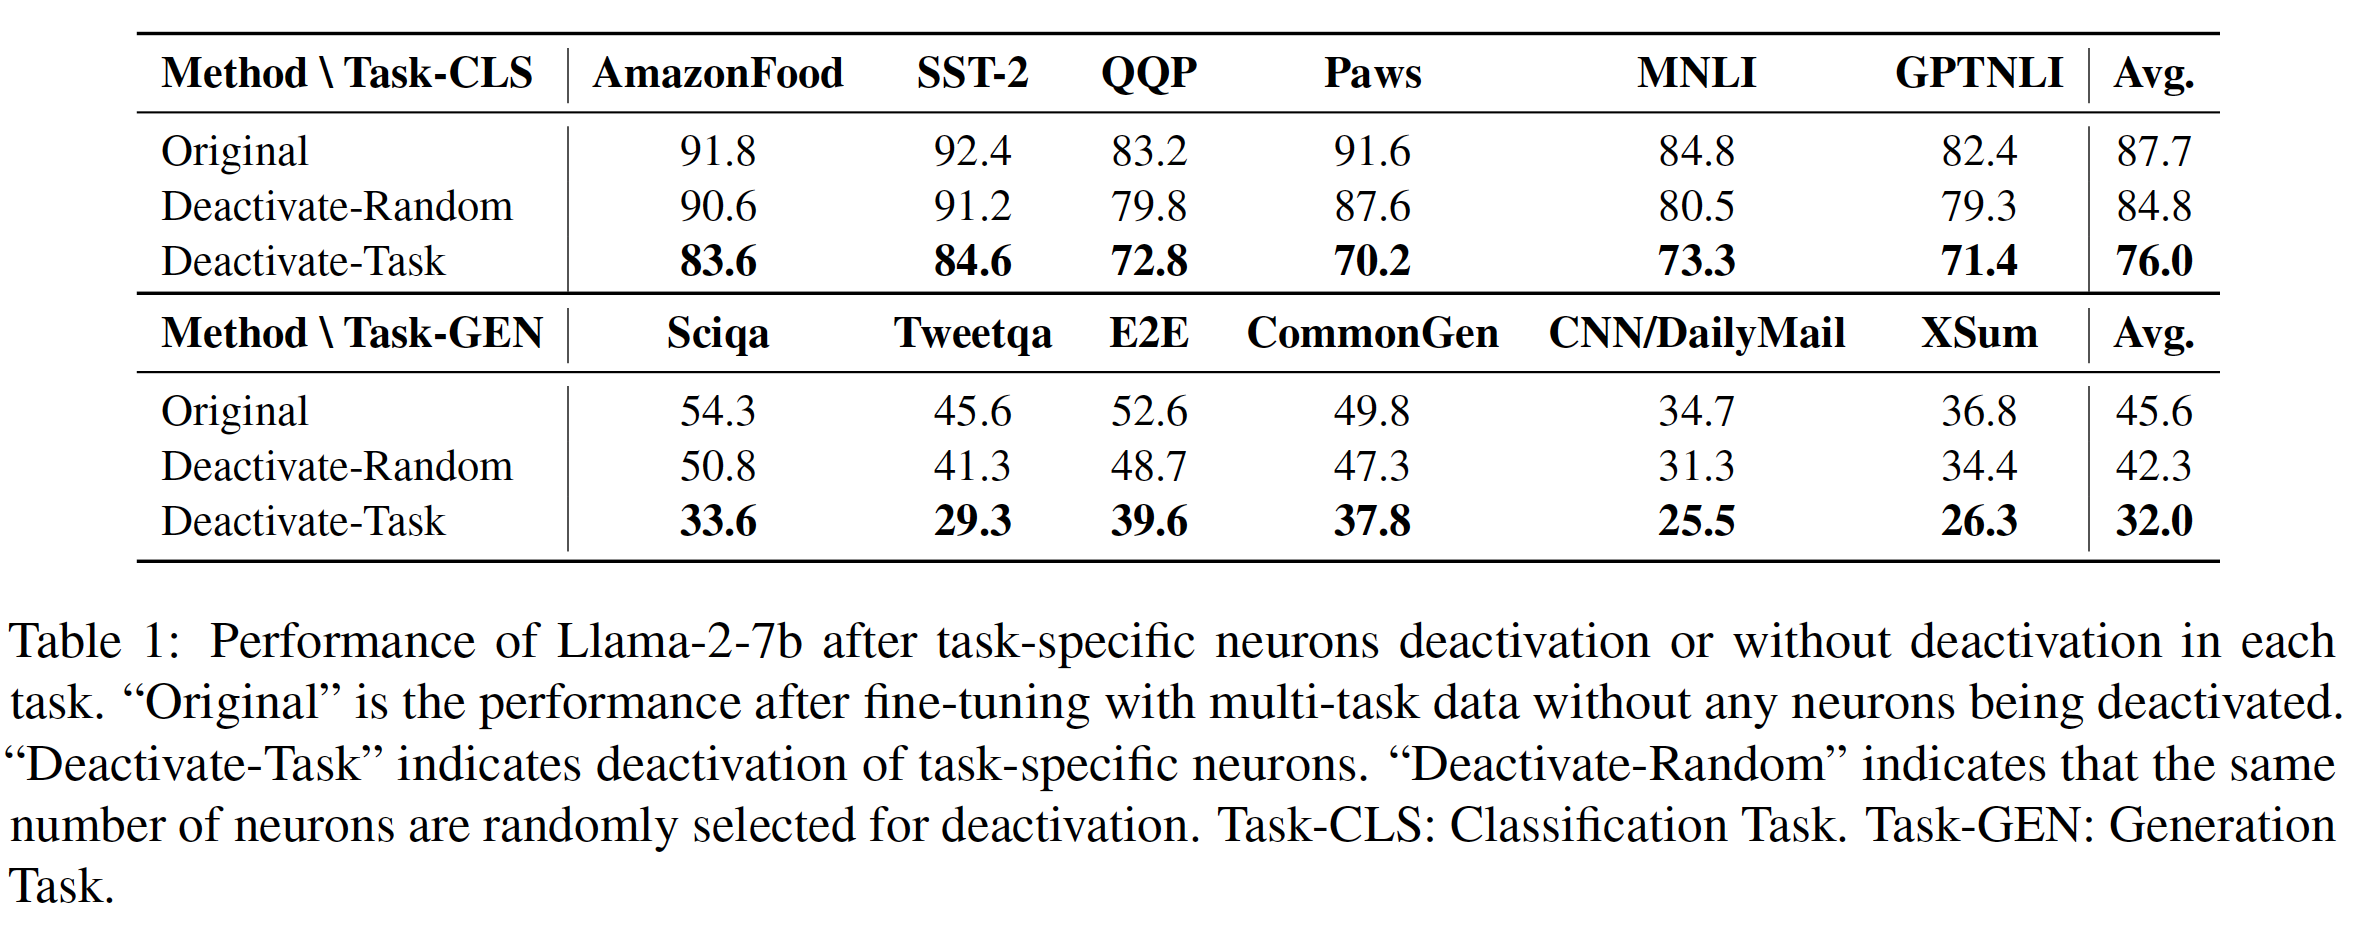 Method \ Task-CLS AmazonFood SST-2 QQP Paws MNLI GPTNLI Avg.
Original 91.8 92.4 83.2 91.6 84.8 82.4 87.7
Deactivate-Random 90.6 91.2 79.8 87.6 80.5 79.3 84.8
Deactivate-Task 83.6 84.6 72.8 70.2 73.3 71.4 76.0
Method \ Task-GEN Sciqa Tweetqa E2E CommonGen CNN/DailyMail XSum Avg.
Original 54.3 45.6 52.6 49.8 34.7 36.8 45.6
Deactivate-Random 50.8 41.3 48.7 47.3 31.3 34.4 42.3
Deactivate-Task 33.6 29.3 39.6 37.8 25.5 26.3 32.0
Table 1: Performance of Llama-2-7b after task-specific neurons deactivation or without deactivation in each
task. “Original” is the performance after fine-tuning with multi-task data without any neurons being deactivated.
“Deactivate-Task” indicates deactivation of task-specific neurons. “Deactivate-Random” indicates that the same
number of neurons are randomly selected for deactivation. Task-CLS: Classification Task. Task-GEN: Generation
Task.